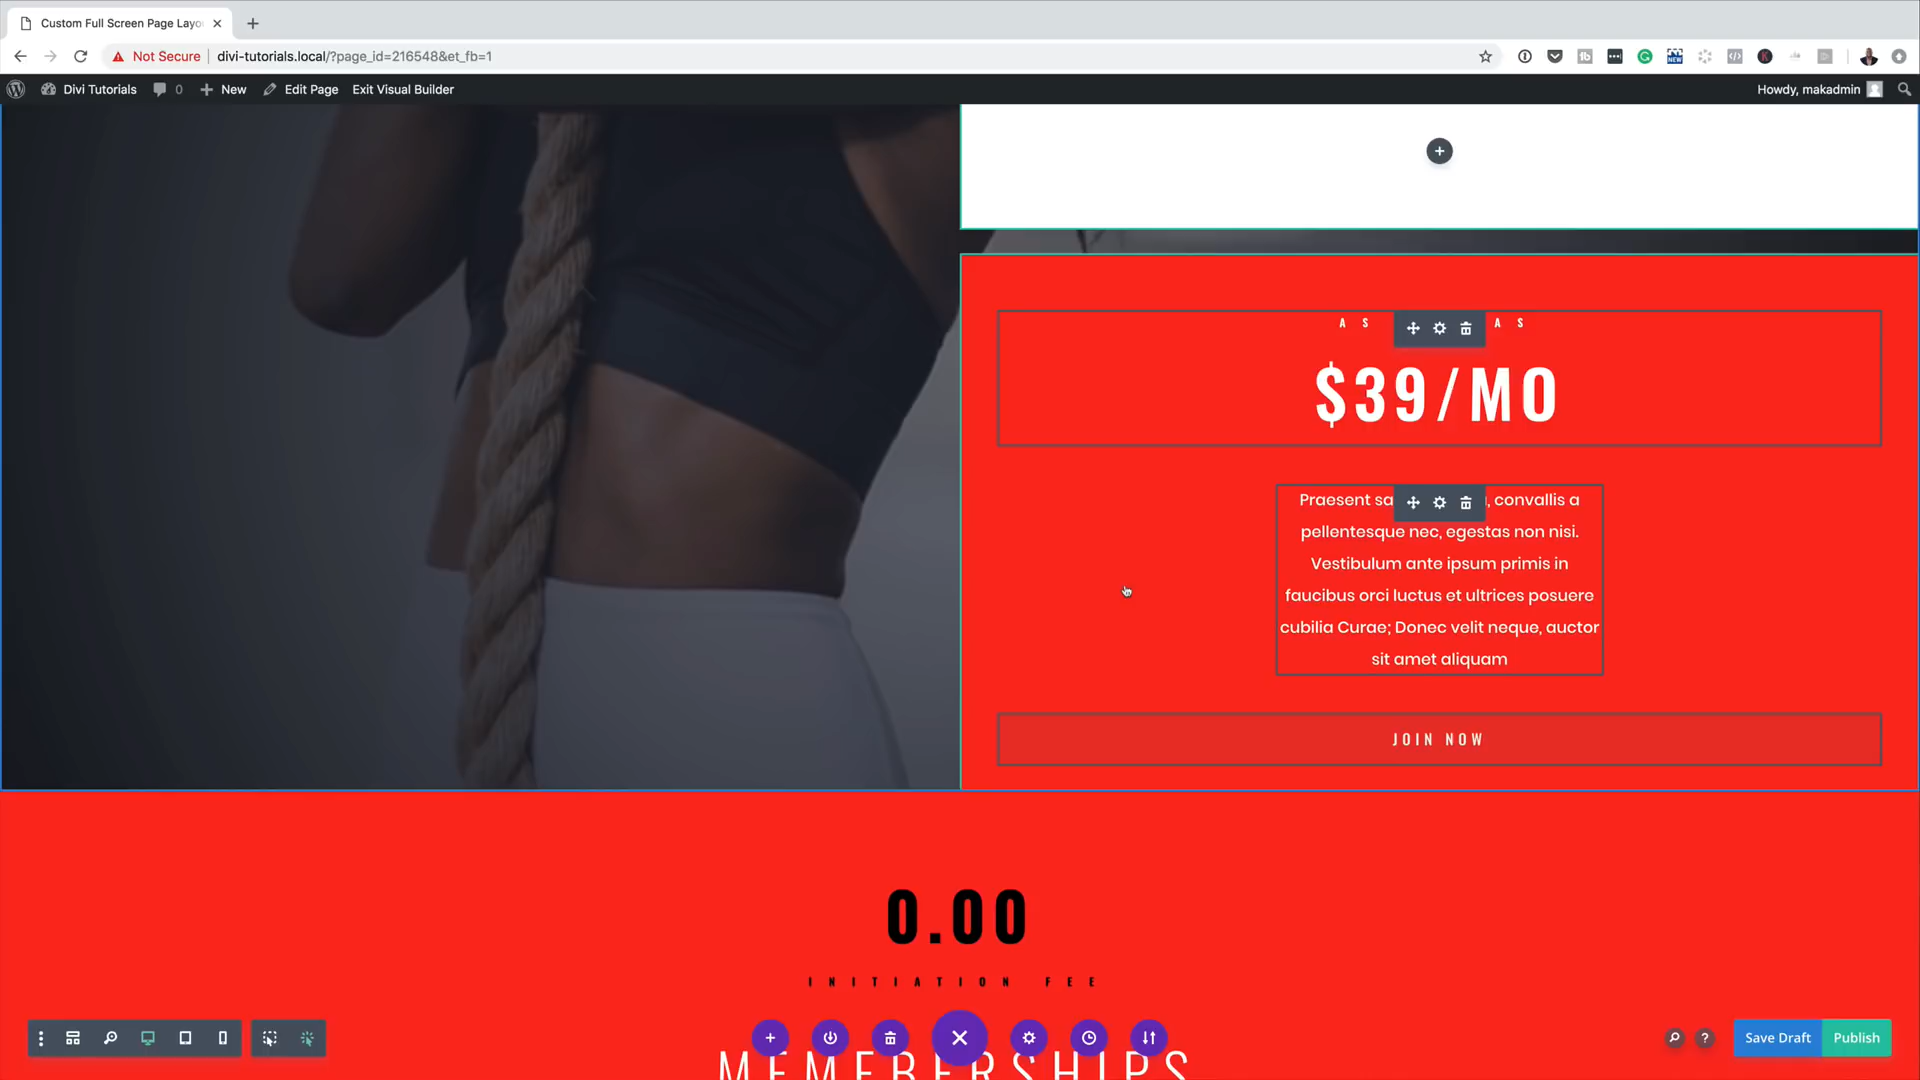 Custom Full Screen Page Layo
Not Secure
divi-tutorials.local/?page_id=216548&et_fb=1
NEW
Divi Tutorials
0
New
Edit Page
Exit Visual Builder
Howdy, makadmin
A S A S
$39/MO
Praesent sa , convallis a
pellentesque nec, egestas non nisi.
Vestibulum ante ipsum primis in
faucibus orci luctus et ultrices posuere
cubilia Curae; Donec velit neque, auctor
sit amet aliquam
JOIN NOW
0.00
INITIATION FEE
MEMEBERSHIPS
Save Draft
Publish